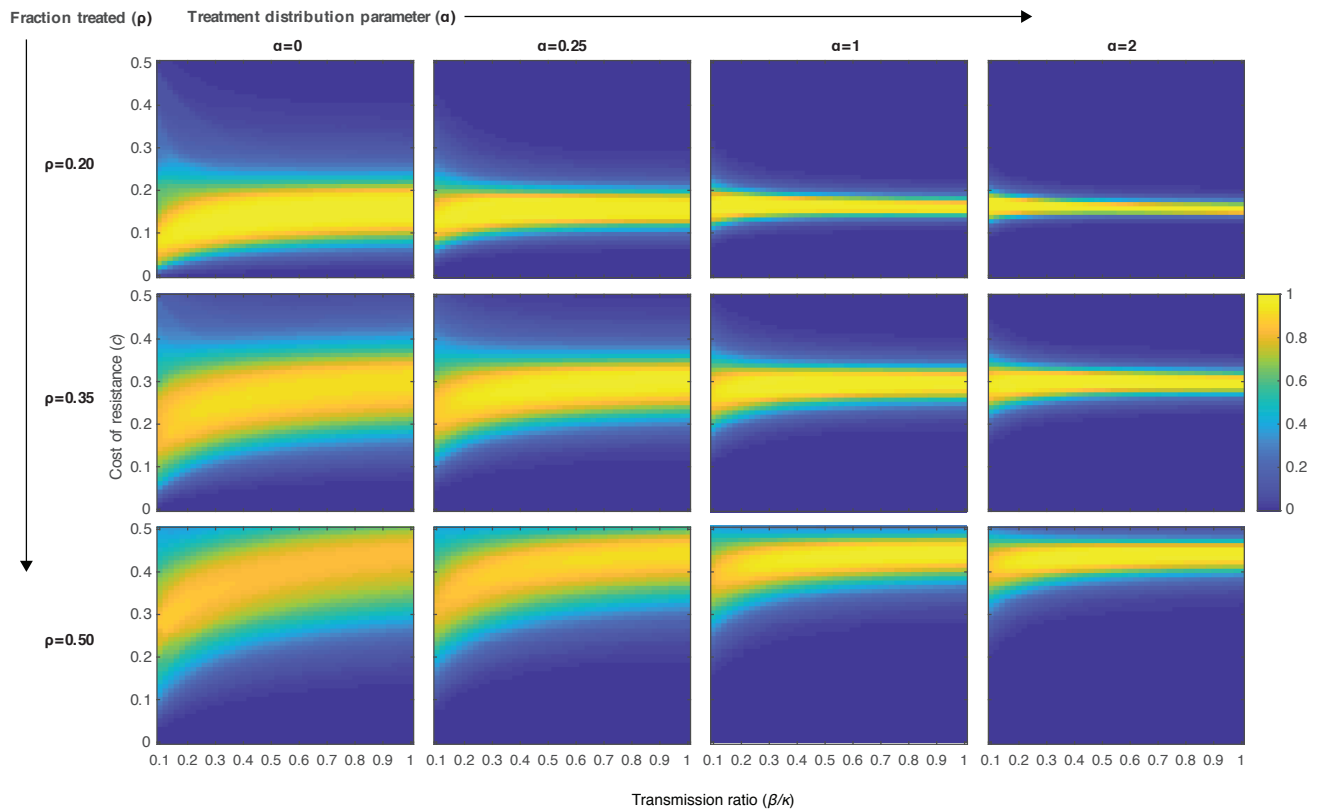 Fraction treated (ρ)
Treatment distribution parameter (α)
α=0
α=0.25
α=1
α=2
ρ=0.20
0.5
0.4
0.3
0.2
0.1
0
ρ=0.35
Cost of resistance (c)
0.5
0.4
0.3
0.2
0.1
0
1
0.8
0.6
0.4
0.2
0
ρ=0.50
0.5
0.4
0.3
0.2
0.1
0
0.1 0.2 0.3 0.4 0.5 0.6 0.7 0.8 0.9 1
0.1 0.2 0.3 0.4 0.5 0.6 0.7 0.8 0.9 1
0.1 0.2 0.3 0.4 0.5 0.6 0.7 0.8 0.9 1
0.1 0.2 0.3 0.4 0.5 0.6 0.7 0.8 0.9 1
Transmission ratio (β/κ)